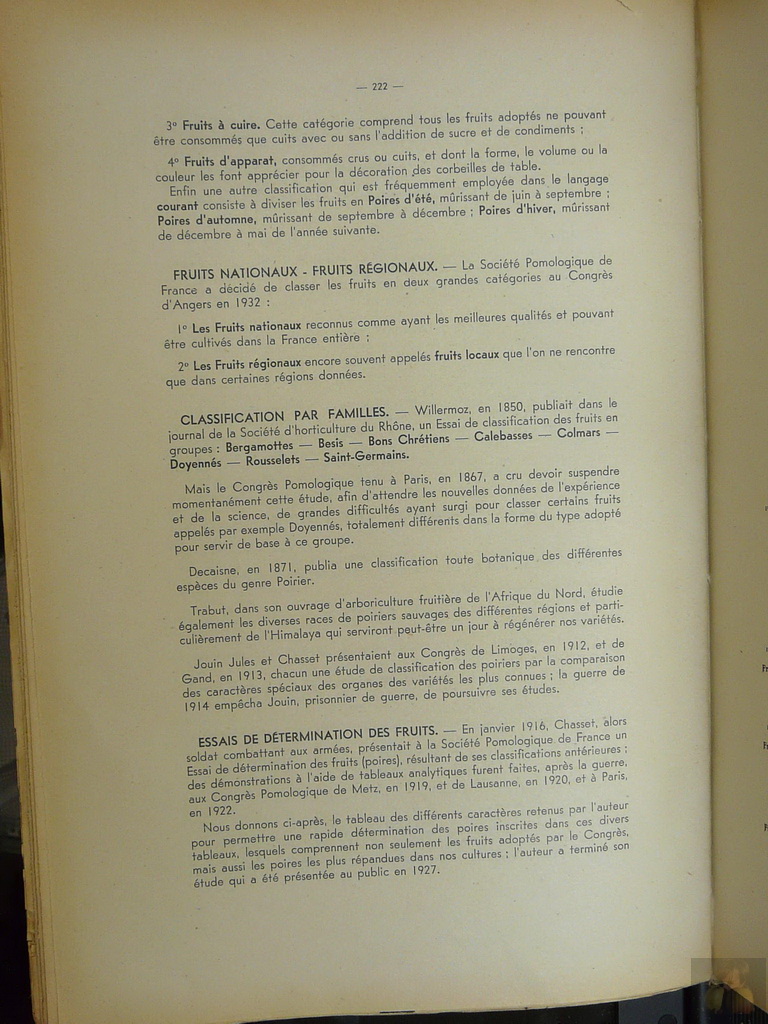 — 222 —
3° Fruits à cuire. Cette catégorie comprend tous les fruits adoptés ne pouvant
être consommés que cuits avec ou sans l'addition de sucre et de condiments ;
4° Fruits d'apparat, consommés crus ou cuits, et dont la forme, le volume ou la
couleur les font apprécier pour la décoration des corbeilles de table.
Enfin une autre classification qui est fréquemment employée dans le langage
courant consiste à diviser les fruits en Poires d'été, mûrissant de juin à septembre ;
Poires d'automne, mûrissant de septembre à décembre ; Poires d'hiver, mûrissant
de décembre à mai de l'année suivante.
FRUITS NATIONAUX - FRUITS RÉGIONAUX. — La Société Pomologique de
France a décidé de classer les fruits en deux grandes catégories au Congrès
d'Angers en 1932 :
1° Les Fruits nationaux reconnus comme ayant les meilleures qualités et pouvant
être cultivés dans la France entière ;
2° Les Fruits régionaux encore souvent appelés fruits locaux que l'on ne rencontre
que dans certaines régions données.
CLASSIFICATION PAR FAMILLES. — Willermoz, en 1850, publiait dans le
journal de la Société d'horticulture du Rhône, un Essai de classification des fruits en
groupes : Bergamottes — Besis — Bons Chrétiens — Calebasses — Colmars —
Doyennés — Rousselets — Saint-Germains.
Mais le Congrès Pomologique tenu à Paris, en 1867, a cru devoir suspendre
momentanément cette étude, afin d'attendre les nouvelles données de l'expérience
et de la science, de grandes difficultés ayant surgi pour classer certains fruits
appelés par exemple Doyennés, totalement différents dans la forme du type adopté
pour servir de base à ce groupe.
Decaisne, en 1871, publia une classification toute botanique des différentes
espèces du genre Poirier.
Trabut, dans son ouvrage d'arboriculture fruitière de l'Afrique du Nord, étudie
également les diverses races de poiriers sauvages des différentes régions et parti-
culièrement de l'Himalaya qui serviront peut-être un jour à régénérer nos variétés.
Jouin Jules et Chasset présentaient aux Congrès de Limoges, en 1912, et de
Gand, en 1913, chacun une étude de classification des poiriers par la comparaison
des caractères spéciaux des organes des variétés les plus connues ; la guerre de
1914 empêcha Jouin, prisonnier de guerre, de poursuivre ses études.
ESSAIS DE DÉTERMINATION DES FRUITS. — En janvier 1916, Chasset, alors
soldat combattant aux armées, présentait à la Société Pomologique de France un
Essai de détermination des fruits (poires), résultant de ses classifications antérieures ;
des démonstrations à l'aide de tableaux analytiques furent faites, après la guerre,
aux Congrès Pomologique de Metz, en 1919, et de Lausanne, en 1920, et à Paris,
en 1922.
Nous donnons ci-après, le tableau des différents caractères retenus par l'auteur
pour permettre une rapide détermination des poires inscrites dans ces divers
tableaux, lesquels comprennent non seulement les fruits adoptés par le Congrès,
mais aussi les poires les plus répandues dans nos cultures ; l'auteur a terminé son
étude qui a été présentée au public en 1927.